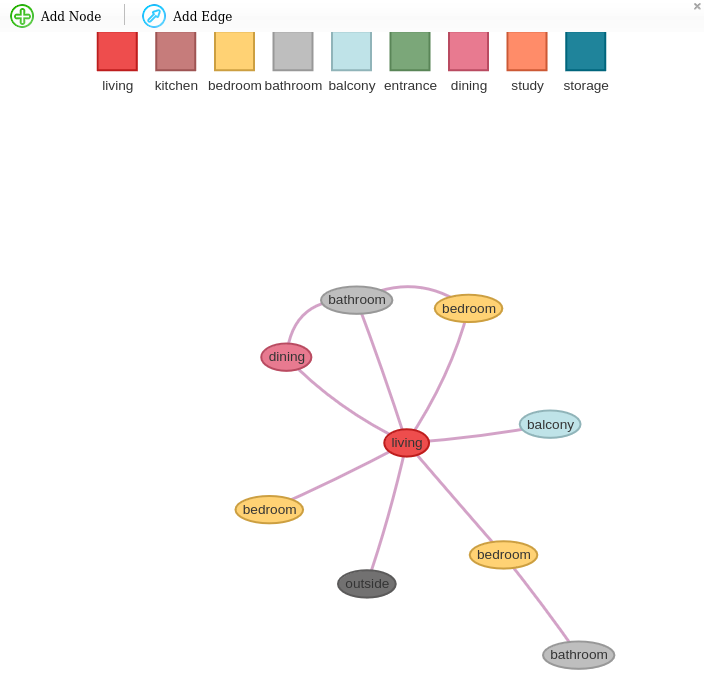 Add Node Add Edge
living kitchen bedroom bathroom balcony entrance dining study storage
bathroom
bedroom
dining
balcony
living
bedroom
bedroom
outside
bathroom